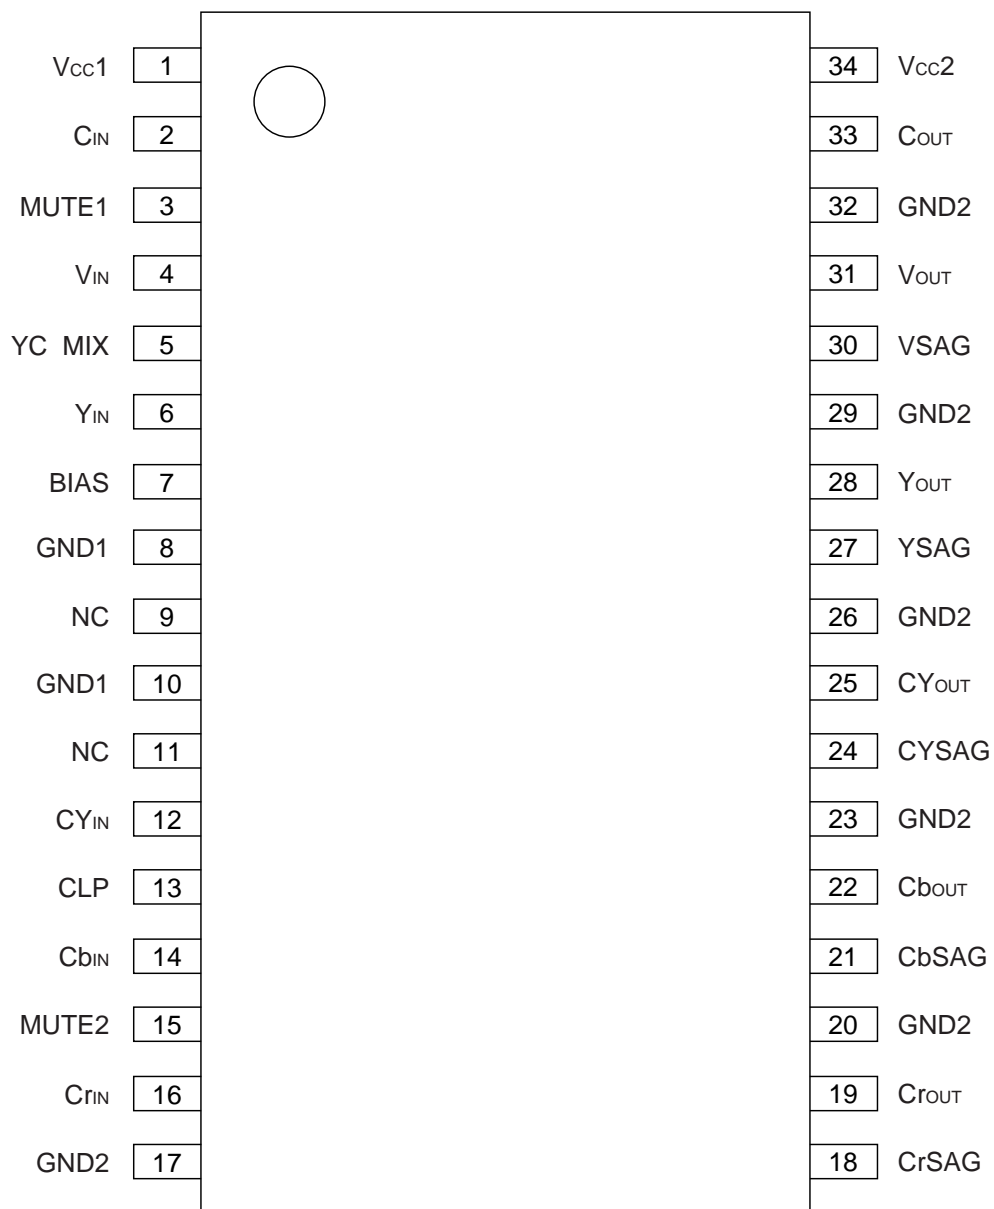 Vcc1 1 34 Vcc2
CIN 2 33 COUT
MUTE1 3 32 GND2
VIN 4 31 VOUT
YC MIX 5 30 VSAG
YIN 6 29 GND2
BIAS 7 28 YOUT
GND1 8 27 YSAG
NC 9 26 GND2
GND1 10 25 CYOUT
NC 11 24 CYSAG
CYIN 12 23 GND2
CLP 13 22 CbOUT
CbIN 14 21 CbSAG
MUTE2 15 20 GND2
CrIN 16 19 CrOUT
GND2 17 18 CrSAG